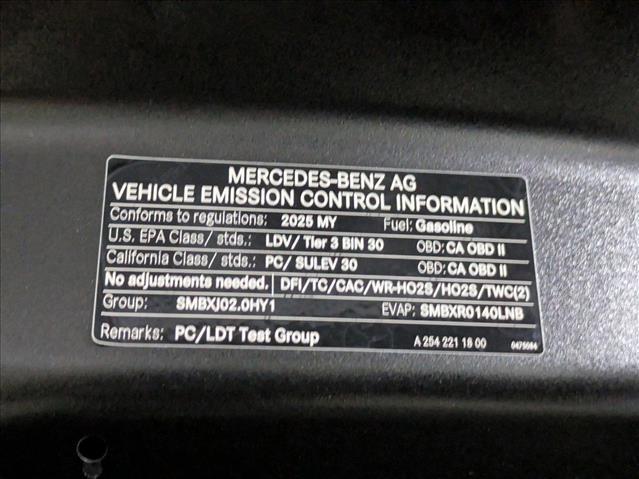 MERCEDES-BENZ AG
VEHICLE EMISSION CONTROL INFORMATION
Conforms to regulations: 2025 MY Fuel: Gasoline
U.S. EPA Class/ stds.: LDV/ Tier 3 BIN 30 OBD: CA OBD II
California Class/ stds.: PC/ SULEV 30 OBD: CA OBD II
No adjustments needed. DFI/TC/CAC/WR-HO2S/HO2S/TWC(2)
Group: SMBXJ02.0HY1 EVAP: SMBXR0140LNB
Remarks: PC/LDT Test Group A 254 221 18 00 0475084